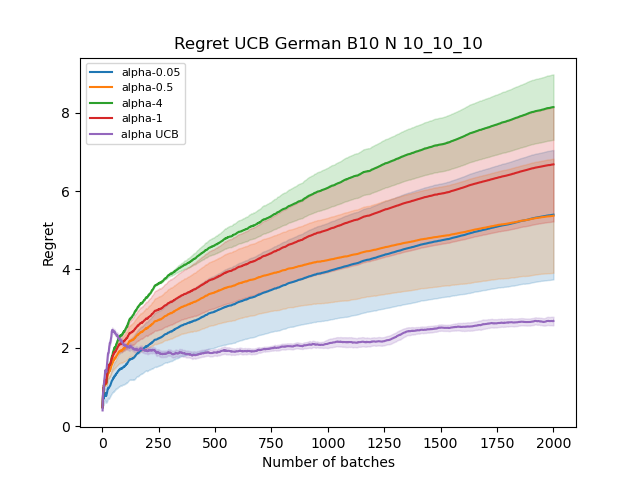 Regret UCB German B10 N 10_10_10
alpha-0.05
alpha-0.5
alpha-4
alpha-1
alpha UCB
Regret
8
6
4
2
0
0 250 500 750 1000 1250 1500 1750 2000
Number of batches